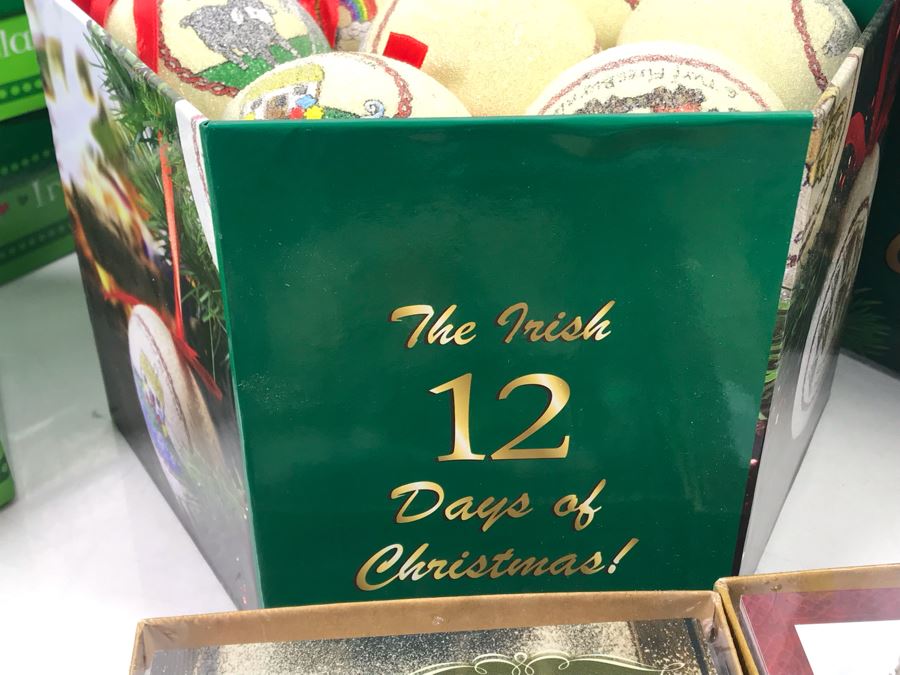 The Irish
12
Days of
Christmas!